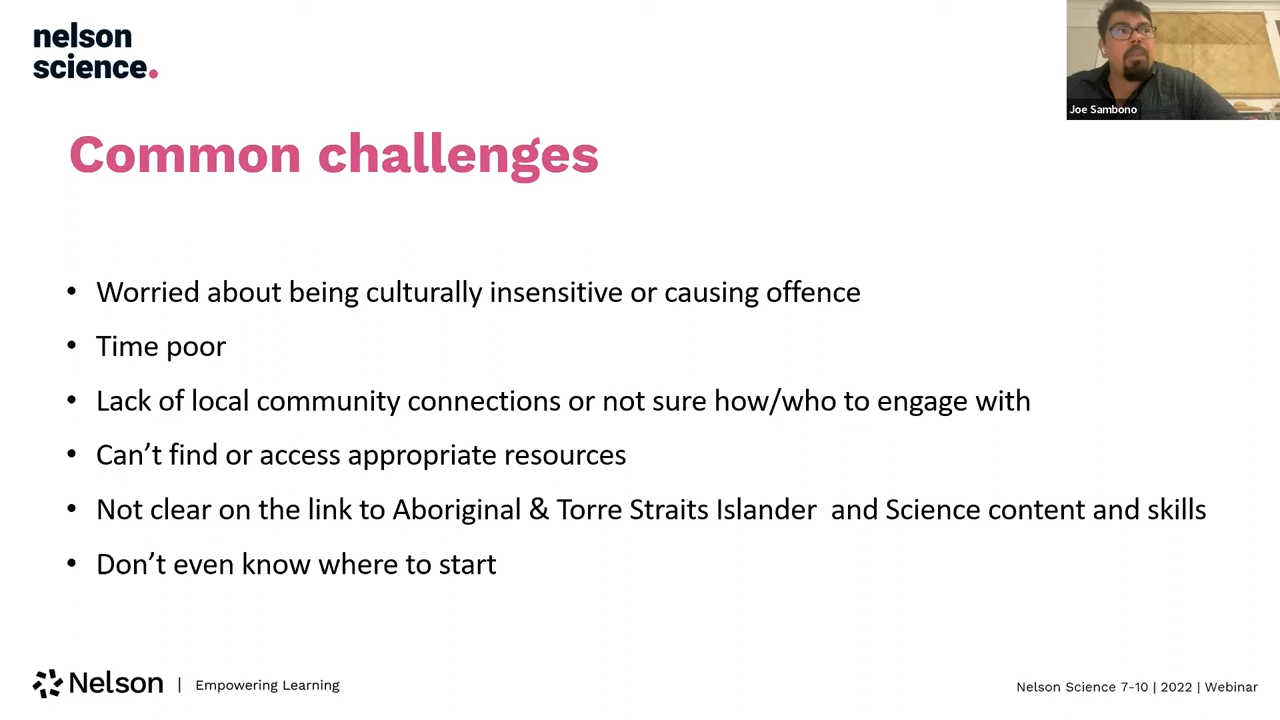 nelson
science.
Joe Sambono
Common challenges
• Worried about being culturally insensitive or causing offence
• Time poor
• Lack of local community connections or not sure how/who to engage with
• Can’t find or access appropriate resources
• Not clear on the link to Aboriginal & Torre Straits Islander  and Science content and skills
• Don’t even know where to start
Nelson | Empowering Learning
Nelson Science 7-10 | 2022 | Webinar